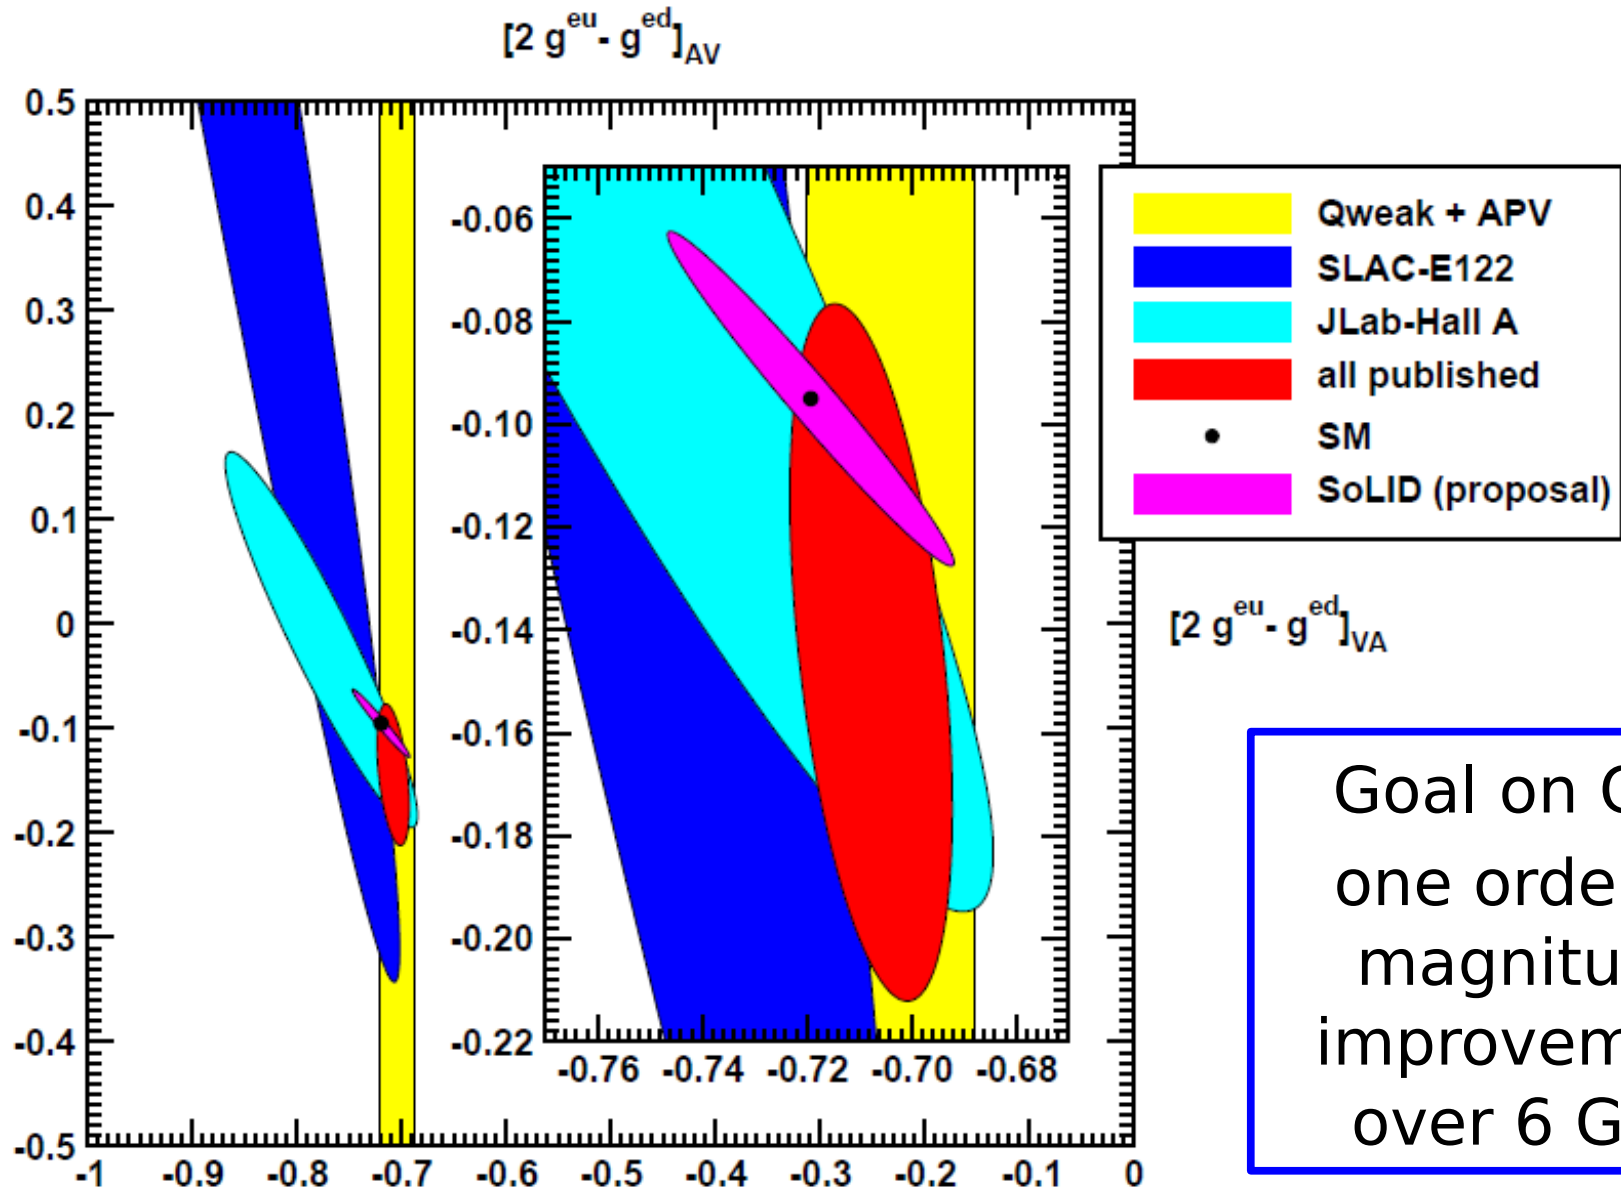 [2 g^eu - g^ed]_AV
0.5
0.4
0.3
0.2
0.1
0
-0.1
-0.2
-0.3
-0.4
-0.5
-1 -0.9 -0.8 -0.7 -0.6 -0.5 -0.4 -0.3 -0.2 -0.1 0
-0.06
-0.08
-0.10
-0.12
-0.14
-0.16
-0.18
-0.20
-0.22
-0.76 -0.74 -0.72 -0.70 -0.68
Qweak + APV
SLAC-E122
JLab-Hall A
all published
SM
SoLID (proposal)
[2 g^eu - g^ed]_VA
Goal on
one orde
magnitu
improvem
over 6 G